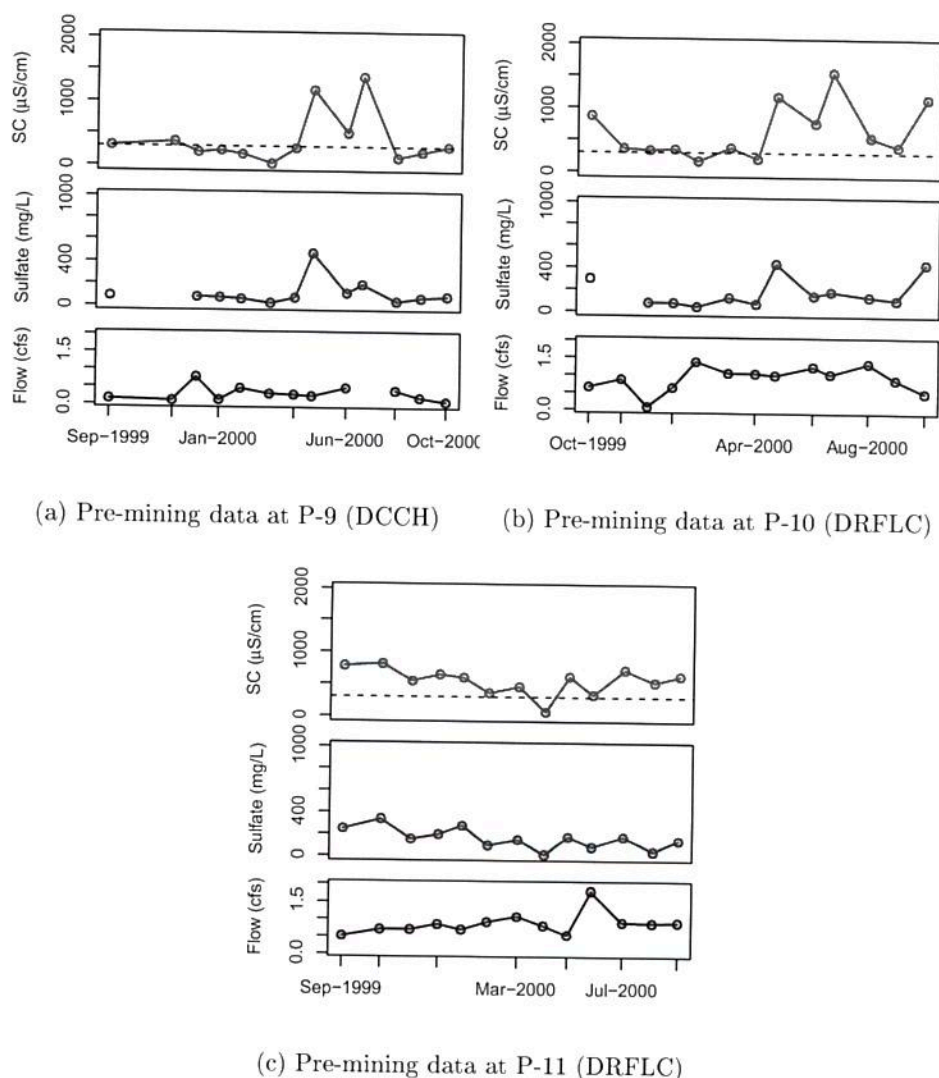 SC (µS/cm)
0 1000 2000
Sulfate (mg/L)
0 400 1000
Flow (cfs)
0.0 1.5
Sep-1999 Jan-2000 Jun-2000 Oct-2000
(a) Pre-mining data at P-9 (DCCH)
SC (µS/cm)
0 1000 2000
Sulfate (mg/L)
0 400 1000
Flow (cfs)
0.0 1.5
Oct-1999 Apr-2000 Aug-2000
(b) Pre-mining data at P-10 (DRFLC)
SC (µS/cm)
0 1000 2000
Sulfate (mg/L)
0 400 1000
Flow (cfs)
0.0 1.5
Sep-1999 Mar-2000 Jul-2000
(c) Pre-mining data at P-11 (DRFLC)